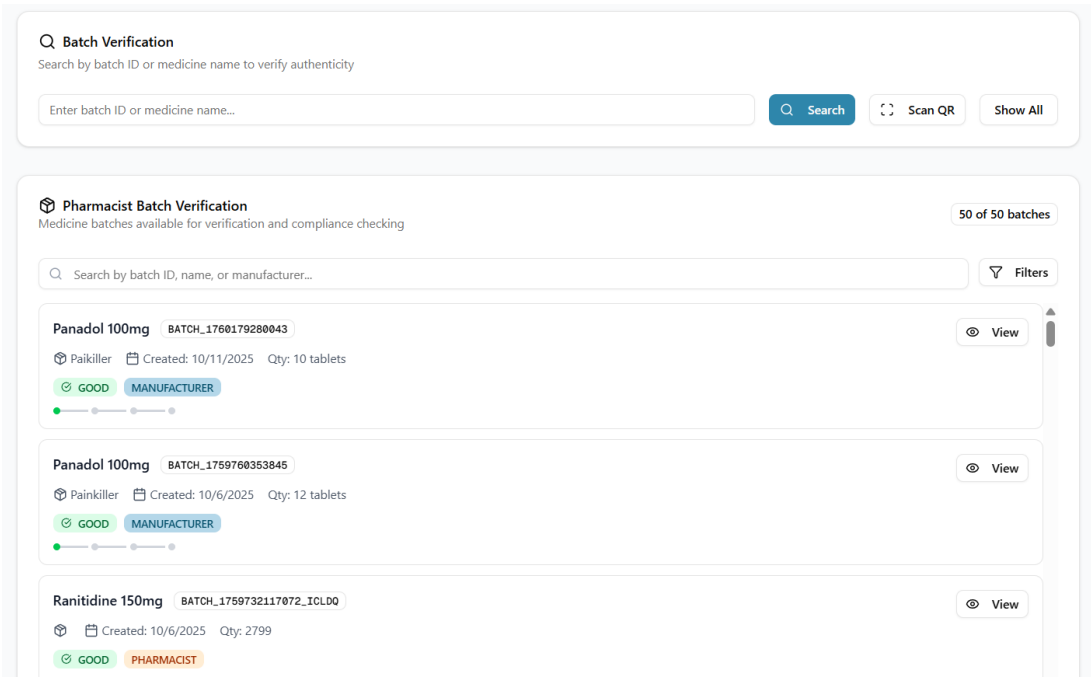 Batch Verification
Search by batch ID or medicine name to verify authenticity
Enter batch ID or medicine name...
Search
Scan QR
Show All
Pharmacist Batch Verification
Medicine batches available for verification and compliance checking
50 of 50 batches
Search by batch ID, name, or manufacturer...
Filters
Panadol 100mg BATCH_1760179280043
View
Paikiller Created: 10/11/2025 Qty: 10 tablets
GOOD MANUFACTURER
Panadol 100mg BATCH_1759760353845
View
Painkiller Created: 10/6/2025 Qty: 12 tablets
GOOD MANUFACTURER
Ranitidine 150mg BATCH_1759732117072_ICLDQ
View
Created: 10/6/2025 Qty: 2799
GOOD PHARMACIST